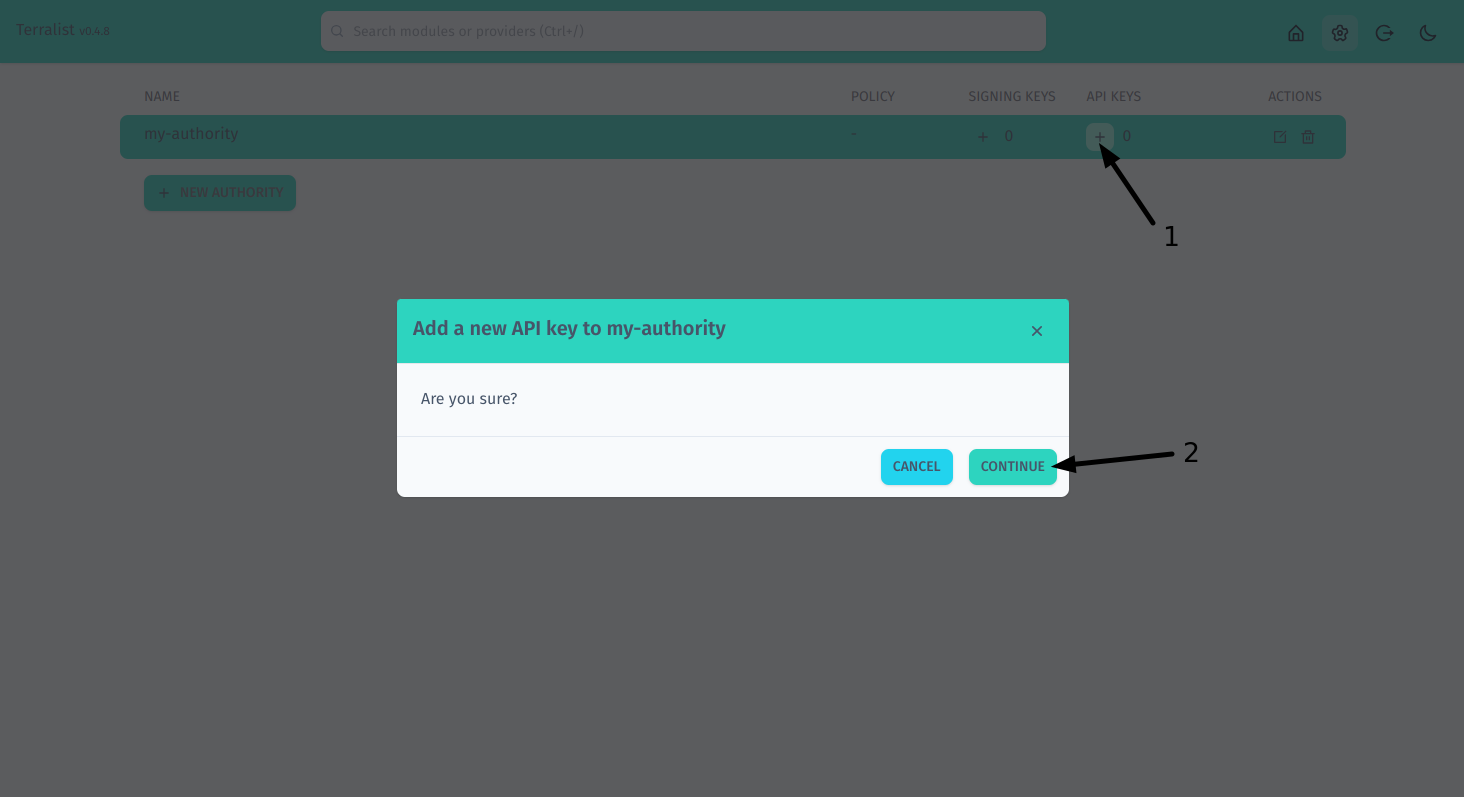 Terralist v0.4.8
Search modules or providers (Ctrl+/)
NAME POLICY SIGNING KEYS API KEYS ACTIONS
my-authority - + 0 + 0
+ NEW AUTHORITY
1
Add a new API key to my-authority
Are you sure?
CANCEL CONTINUE
2